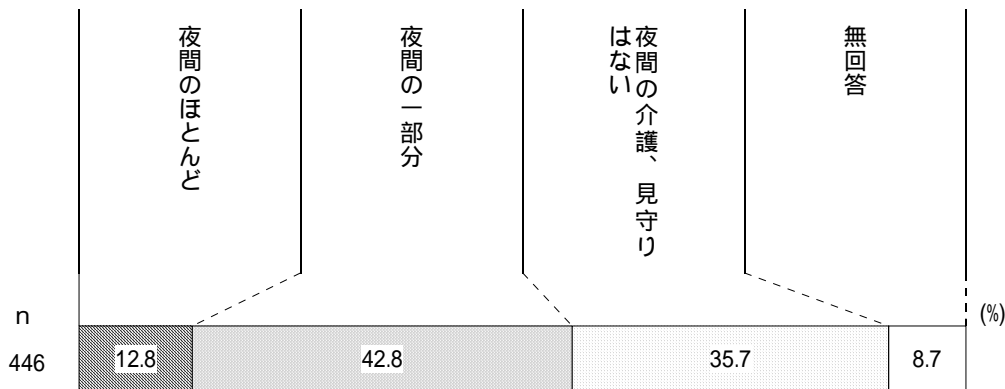 夜間のほとんど
夜間の一部分
夜間の介護、見守り
はない
無回答
n
(%)
446
12.8
42.8
35.7
8.7